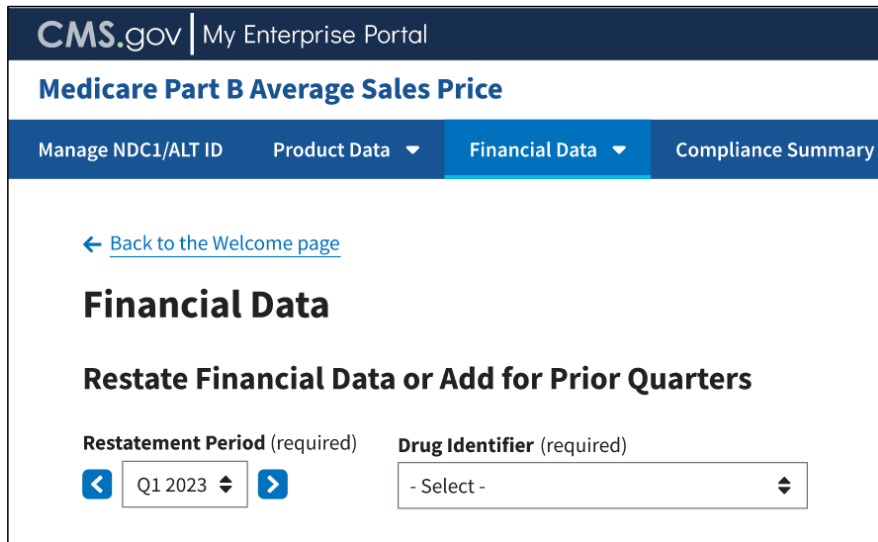 CMS.gov My Enterprise Portal
Medicare Part B Average Sales Price
Manage NDC1/ALT ID Product Data Financial Data Compliance Summary
Back to the Welcome page
Financial Data
Restate Financial Data or Add for Prior Quarters
Restatement Period (required) Drug Identifier (required)
Q1 2023 - Select -